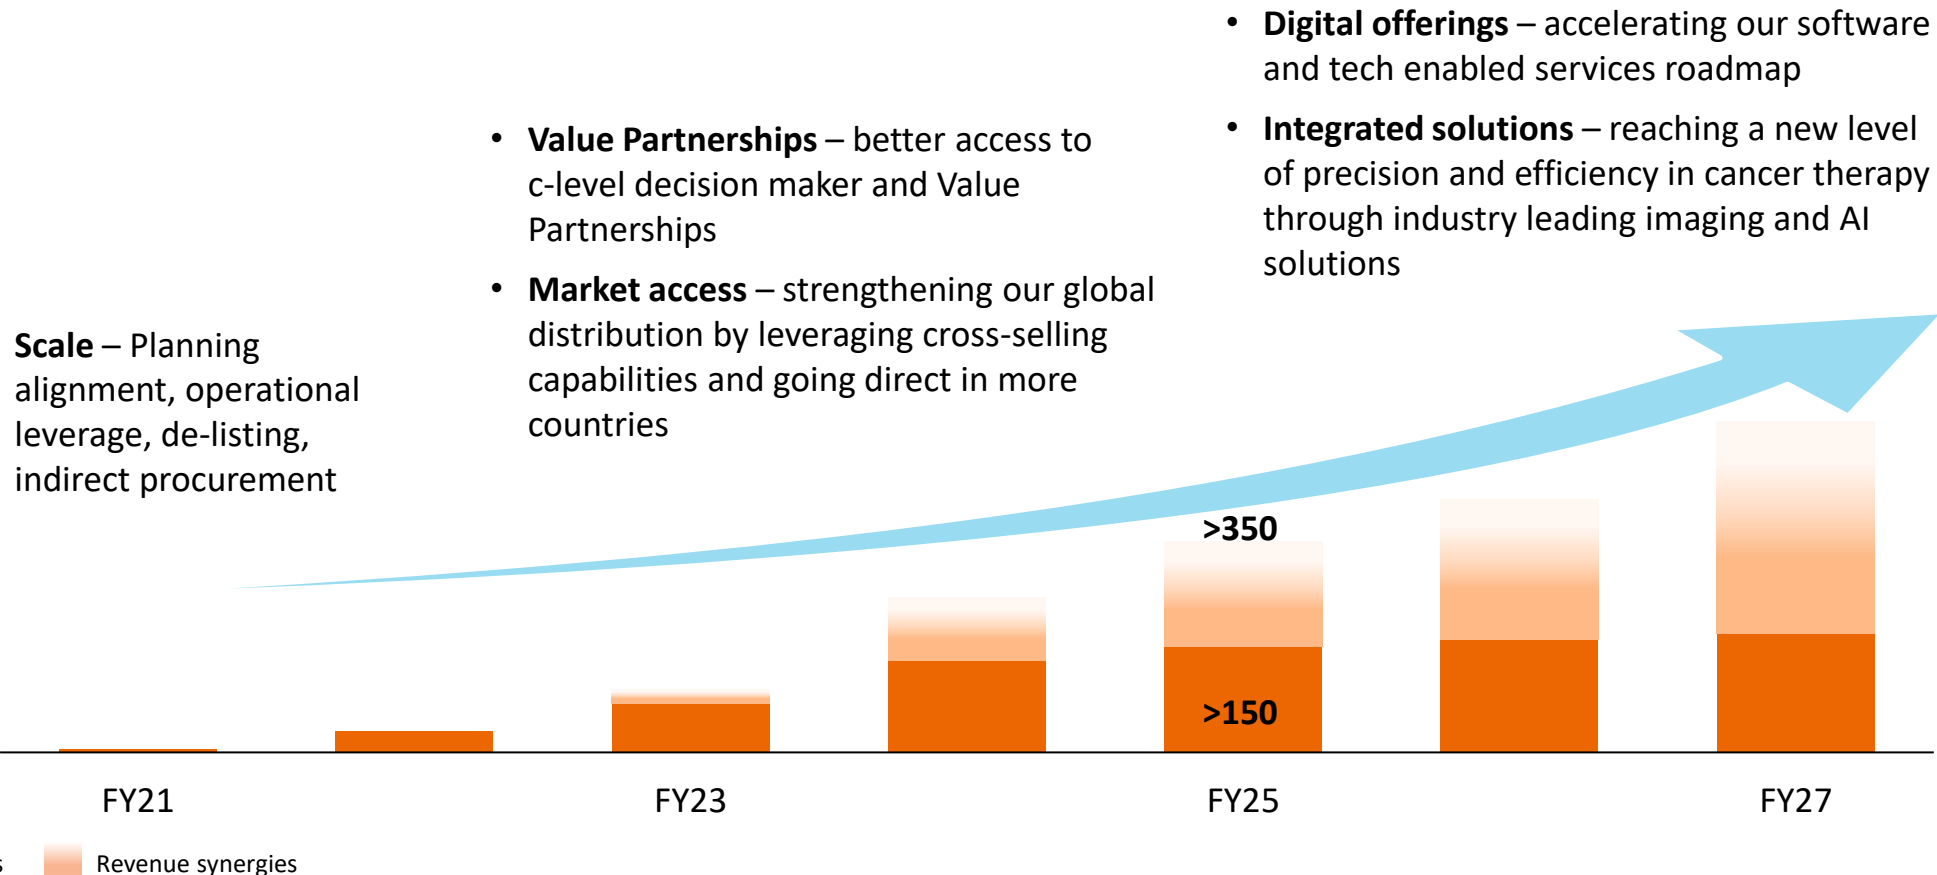 • Digital offerings – accelerating our software
and tech enabled services roadmap
• Integrated solutions – reaching a new level
of precision and efficiency in cancer therapy
through industry leading imaging and AI
solutions
• Value Partnerships – better access to
c-level decision maker and Value
Partnerships
• Market access – strengthening our global
distribution by leveraging cross-selling
capabilities and going direct in more
countries
Scale – Planning
alignment, operational
leverage, de-listing,
indirect procurement
>350
>150
FY21
FY23
FY25
FY27
Revenue synergies